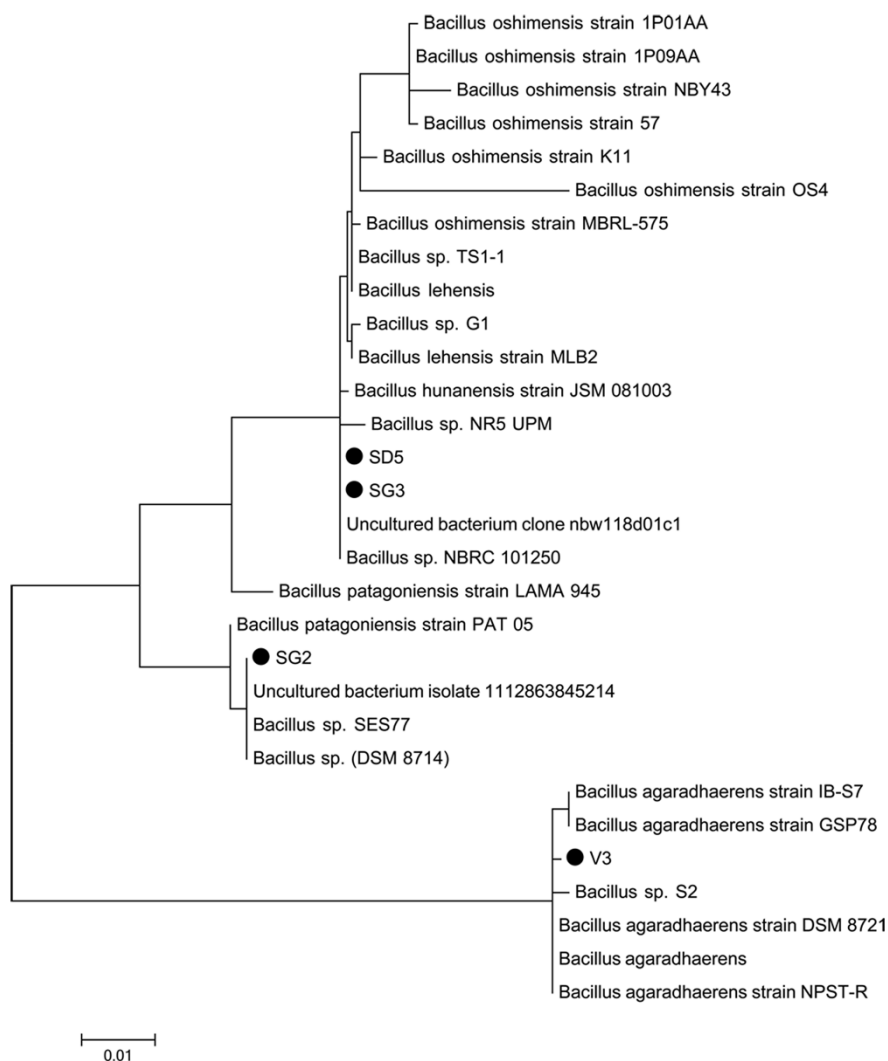 Bacillus oshimensis strain 1P01AA
Bacillus oshimensis strain 1P09AA
Bacillus oshimensis strain NBY43
Bacillus oshimensis strain 57
Bacillus oshimensis strain K11
Bacillus oshimensis strain OS4
Bacillus oshimensis strain MBRL-575
Bacillus sp. TS1-1
Bacillus lehensis
Bacillus sp. G1
Bacillus lehensis strain MLB2
Bacillus hunanensis strain JSM 081003
Bacillus sp. NR5 UPM
SD5
SG3
Uncultured bacterium clone nbw118d01c1
Bacillus sp. NBRC 101250
Bacillus patagoniensis strain LAMA 945
Bacillus patagoniensis strain PAT 05
SG2
Uncultured bacterium isolate 1112863845214
Bacillus sp. SES77
Bacillus sp. (DSM 8714)
Bacillus agaradhaerens strain IB-S7
Bacillus agaradhaerens strain GSP78
V3
Bacillus sp. S2
Bacillus agaradhaerens strain DSM 8721
Bacillus agaradhaerens
Bacillus agaradhaerens strain NPST-R
0.01